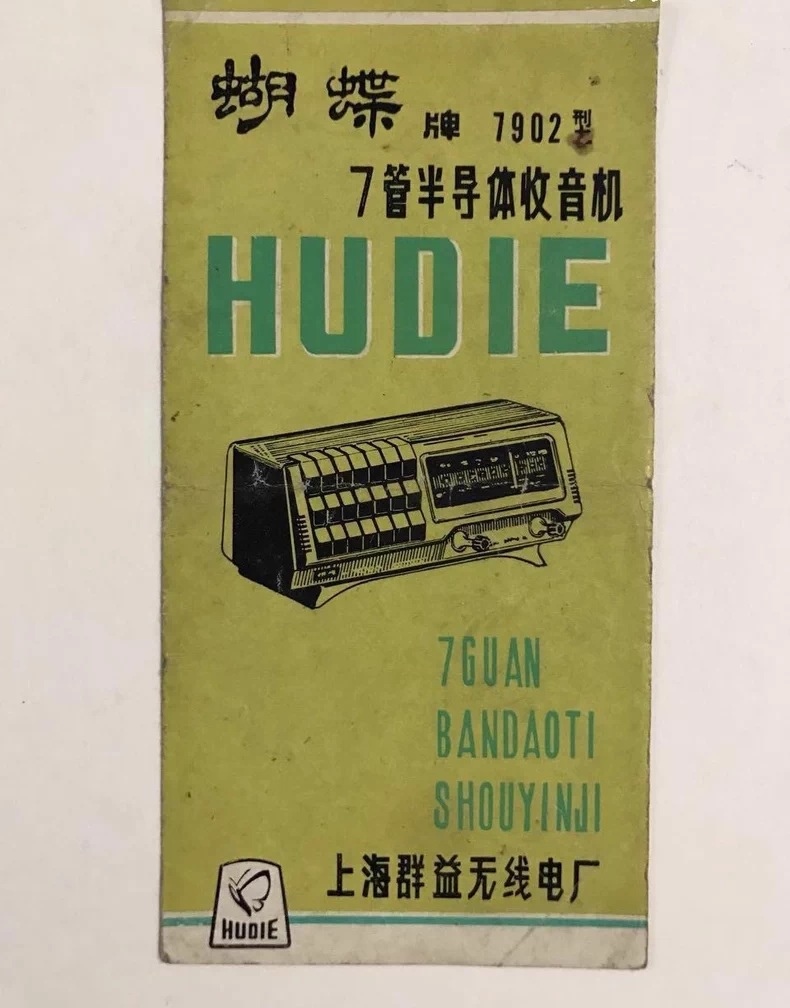 蝴蝶牌 7902型
7管半导体收音机
HUDIE
7GUAN
BANDAOTI
SHOUYINJI
上海群益无线电厂
HUDIE